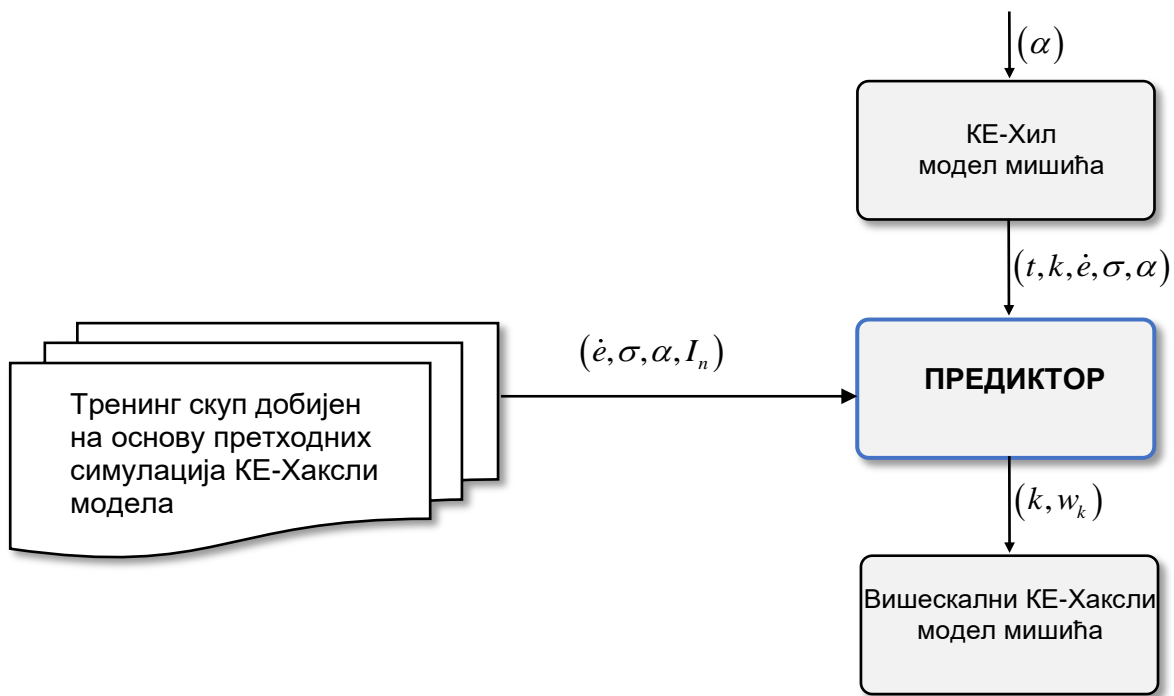 (α)
КЕ-Хил
модел мишића
(t, k, ė, σ, α)
(ė, σ, α, Iₙ)
ПРЕДИКТОР
Тренинг скуп добијен
на основу претходних
симулација КЕ-Хаксли
модела
(k, wₖ)
Вишескални КЕ-Хаксли
модел мишића